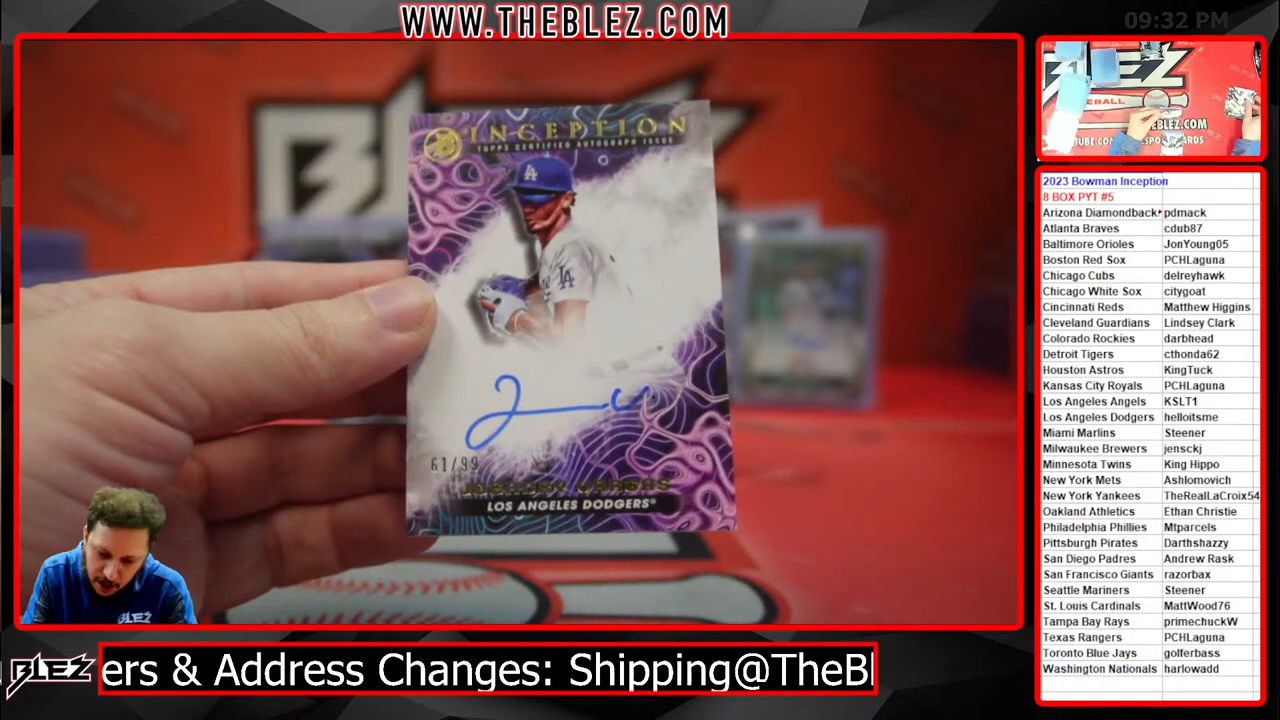 WWW.THEBLEZ.COM
09:32 PM
INCEPTION
TOPPS CERTIFIED AUTOGRAPH ISSUE
LA
LA
61/99
LOS ANGELES DODGERS®
BLEZ
BLEZ
ers & Address Changes: Shipping@TheBl
2023 Bowman Inception
8 BOX PYT #5
Arizona Diamondback pdmack
Atlanta Braves cdub87
Baltimore Orioles JonYoung05
Boston Red Sox PCHLaguna
Chicago Cubs delreyhawk
Chicago White Sox citygoat
Cincinnati Reds Matthew Higgins
Cleveland Guardians Lindsey Clark
Colorado Rockies darbhead
Detroit Tigers cthonda62
Houston Astros KingTuck
Kansas City Royals PCHLaguna
Los Angeles Angels KSLT1
Los Angeles Dodgers helloitsme
Miami Marlins Steener
Milwaukee Brewers jensckj
Minnesota Twins King Hippo
New York Mets Ashlomovich
New York Yankees TheRealLaCroix54
Oakland Athletics Ethan Christie
Philadelphia Phillies Mtparcels
Pittsburgh Pirates Darthshazzy
San Diego Padres Andrew Rask
San Francisco Giants razorbax
Seattle Mariners Steener
St. Louis Cardinals MattWood76
Tampa Bay Rays primechuckW
Texas Rangers PCHLaguna
Toronto Blue Jays golferbass
Washington Nationals harlowadd